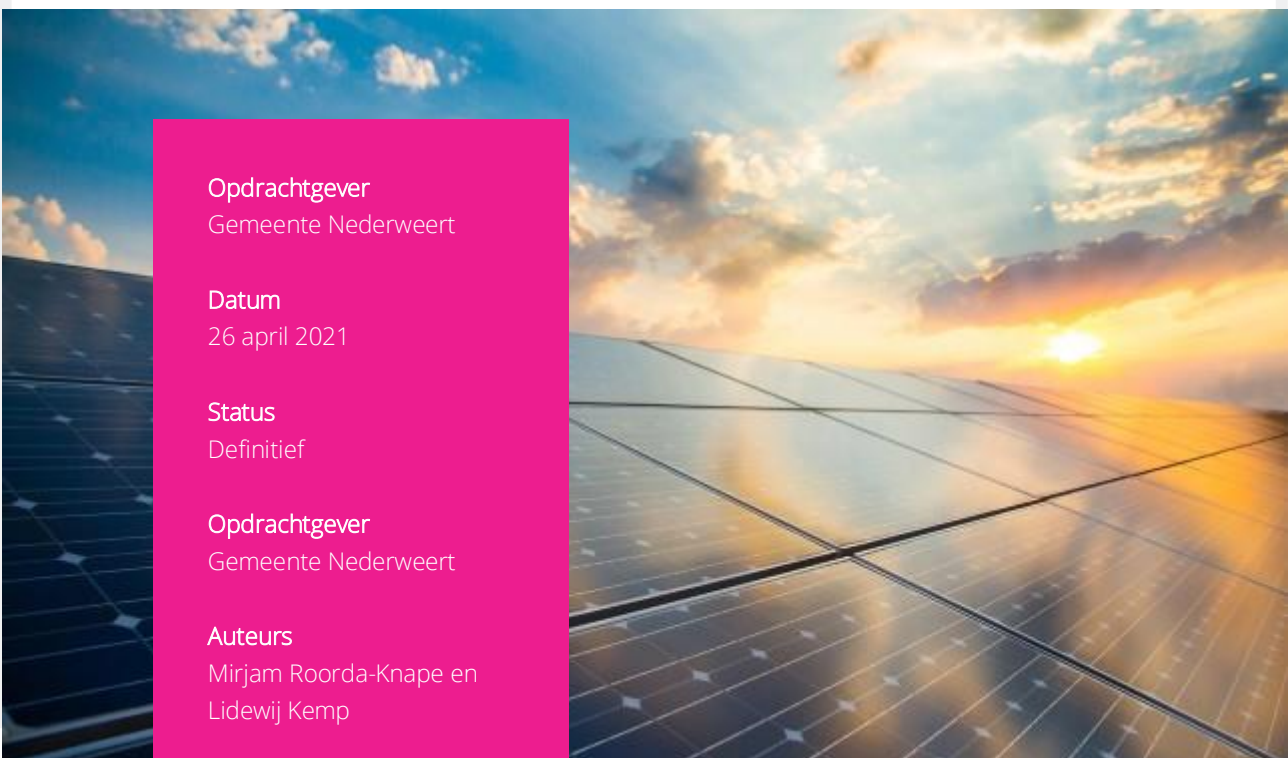 Opdrachtgever
Gemeente Nederweert
Datum
26 april 2021
Status
Definitief
Opdrachtgever
Gemeente Nederweert
Auteurs
Mirjam Roorda-Knape en
Lidewij Kemp